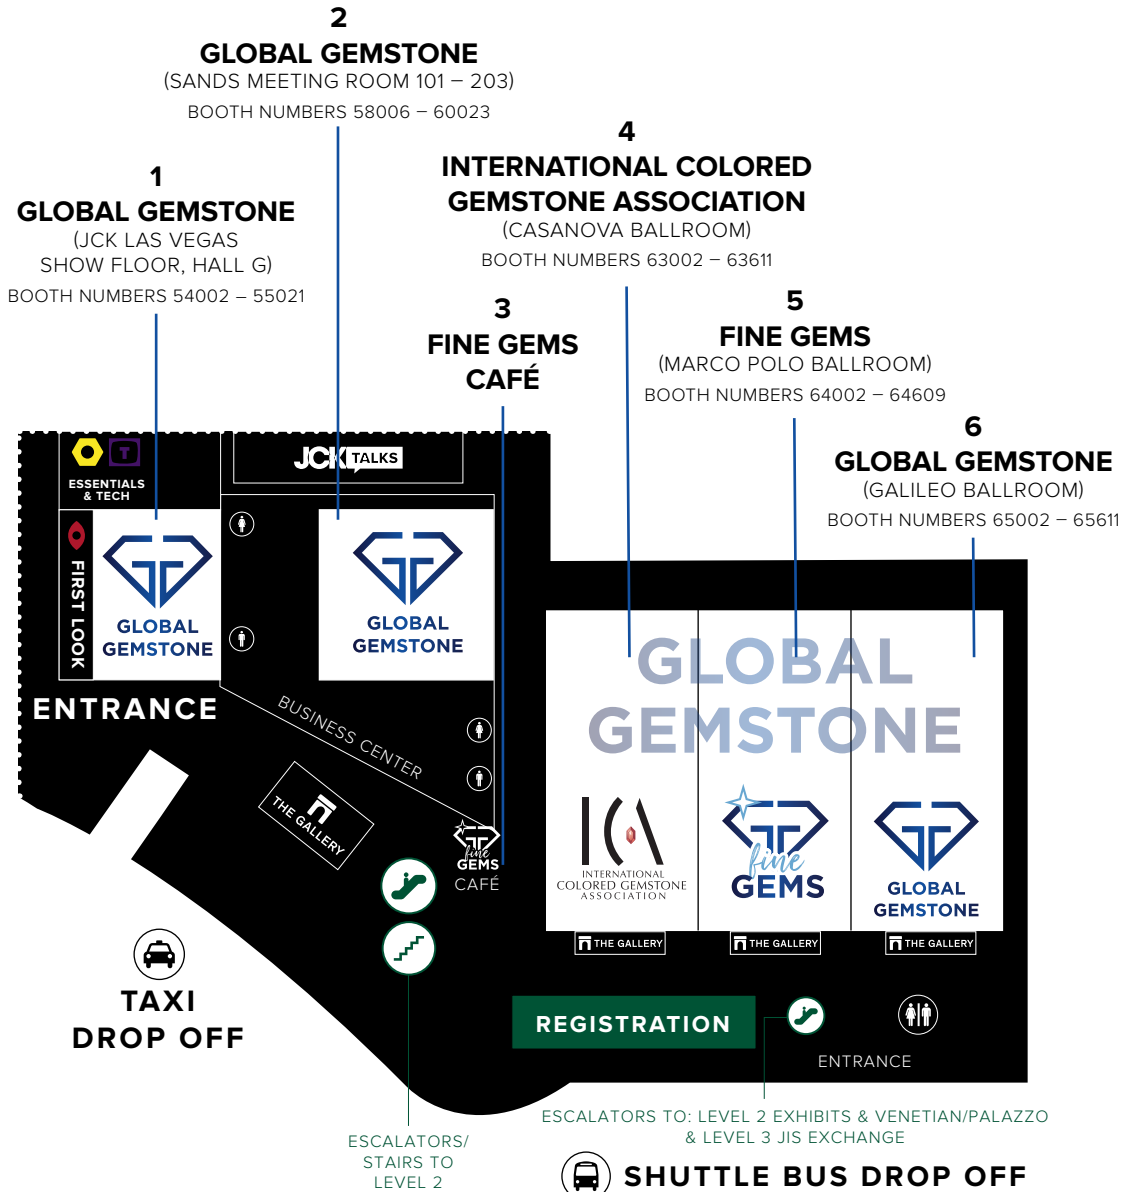 2
GLOBAL GEMSTONE
(SANDS MEETING ROOM 101 – 203)
BOOTH NUMBERS 58006 – 60023
4
INTERNATIONAL COLORED
GEMSTONE ASSOCIATION
(CASANOVA BALLROOM)
BOOTH NUMBERS 63002 – 63611
1
GLOBAL GEMSTONE
(JCK LAS VEGAS
SHOW FLOOR, HALL G)
BOOTH NUMBERS 54002 – 55021
3
FINE GEMS
CAFÉ
5
FINE GEMS
(MARCO POLO BALLROOM)
BOOTH NUMBERS 64002 – 64609
6
GLOBAL GEMSTONE
(GALILEO BALLROOM)
BOOTH NUMBERS 65002 – 65611
T
ESSENTIALS
& TECH
JCK TALKS
FIRST LOOK
GLOBAL
GEMSTONE
GLOBAL
GEMSTONE
ENTRANCE
BUSINESS CENTER
THE GALLERY
fine
GEMS
CAFÉ
GLOBAL
GEMSTONE
ICA
INTERNATIONAL
COLORED GEMSTONE
ASSOCIATION
fine
GEMS
GLOBAL
GEMSTONE
THE GALLERY
THE GALLERY
THE GALLERY
TAXI
DROP OFF
REGISTRATION
ENTRANCE
ESCALATORS TO: LEVEL 2 EXHIBITS & VENETIAN/PALAZZO
& LEVEL 3 JIS EXCHANGE
ESCALATORS/
STAIRS TO
LEVEL 2
SHUTTLE BUS DROP OFF